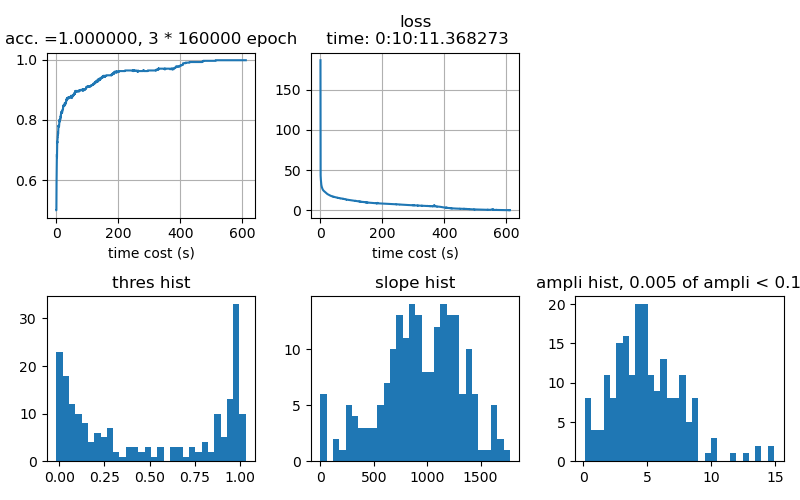 acc. =1.000000, 3 * 160000 epoch
1.0
0.8
0.6
0 200 400 600
time cost (s)
loss
time: 0:10:11.368273
150
100
50
0
0 200 400 600
time cost (s)
thres hist
30
20
10
0
0.00 0.25 0.50 0.75 1.00
slope hist
10
5
0
0 500 1000 1500
ampli hist, 0.005 of ampli < 0.1
20
15
10
5
0
0 5 10 15